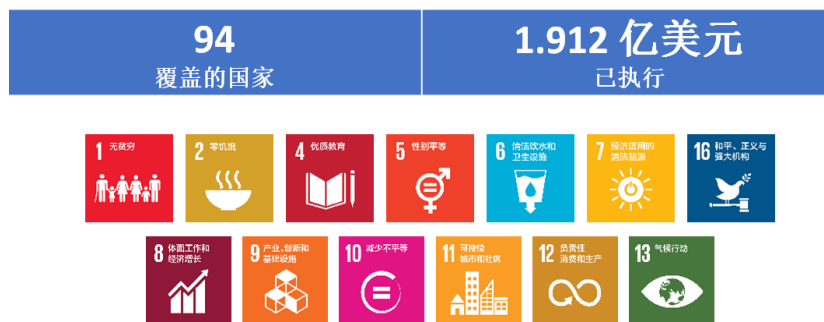 94
覆盖的国家
1.912 亿美元
已执行
1 无贫穷
2 零饥饿
4 优质教育
5 性别平等
6 清洁饮水和
卫生设施
7 经济适用的
清洁能源
16 和平、正义与
强大机构
8 体面工作和
经济增长
9 产业、创新和
基础设施
10 减少不平等
11 可持续
城市和社区
12 负责任
消费和生产
13 气候行动